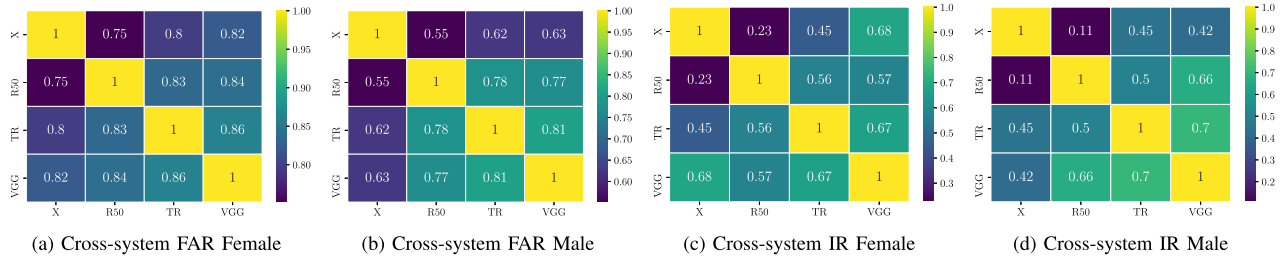 X 1 0.75 0.8 0.82
R50 0.75 1 0.83 0.84
TR 0.8 0.83 1 0.86
VGG 0.82 0.84 0.86 1
X R50 TR VGG
1.00
0.95
0.90
0.85
0.80
(a) Cross-system FAR Female
X 1 0.55 0.62 0.63
R50 0.55 1 0.78 0.77
TR 0.62 0.78 1 0.81
VGG 0.63 0.77 0.81 1
X R50 TR VGG
1.00
0.95
0.90
0.85
0.80
0.75
0.70
0.65
0.60
(b) Cross-system FAR Male
X 1 0.23 0.45 0.68
R50 0.23 1 0.56 0.57
TR 0.45 0.56 1 0.67
VGG 0.68 0.57 0.67 1
X R50 TR VGG
1.0
0.9
0.8
0.7
0.6
0.5
0.4
0.3
(c) Cross-system IR Female
X 1 0.11 0.45 0.42
R50 0.11 1 0.5 0.66
TR 0.45 0.5 1 0.7
VGG 0.42 0.66 0.7 1
X R50 TR VGG
1.0
0.9
0.8
0.7
0.6
0.5
0.4
0.3
0.2
(d) Cross-system IR Male